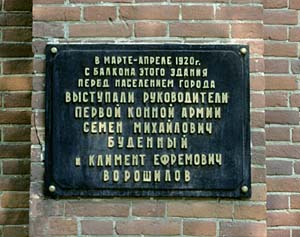 В МАРТЕ-АПРЕЛЕ 1920г.
С БАЛКОНА ЭТОГО ЗДАНИЯ
ПЕРЕД НАСЕЛЕНИЕМ ГОРОДА
ВЫСТУПАЛИ РУКОВОДИТЕЛИ
ПЕРВОЙ КОННОЙ АРМИИ
СЕМЕН МИХАЙЛОВИЧ
БУДЕННЫЙ
и КЛИМЕНТ ЕФРЕМОВИЧ
ВОРОШИЛОВ